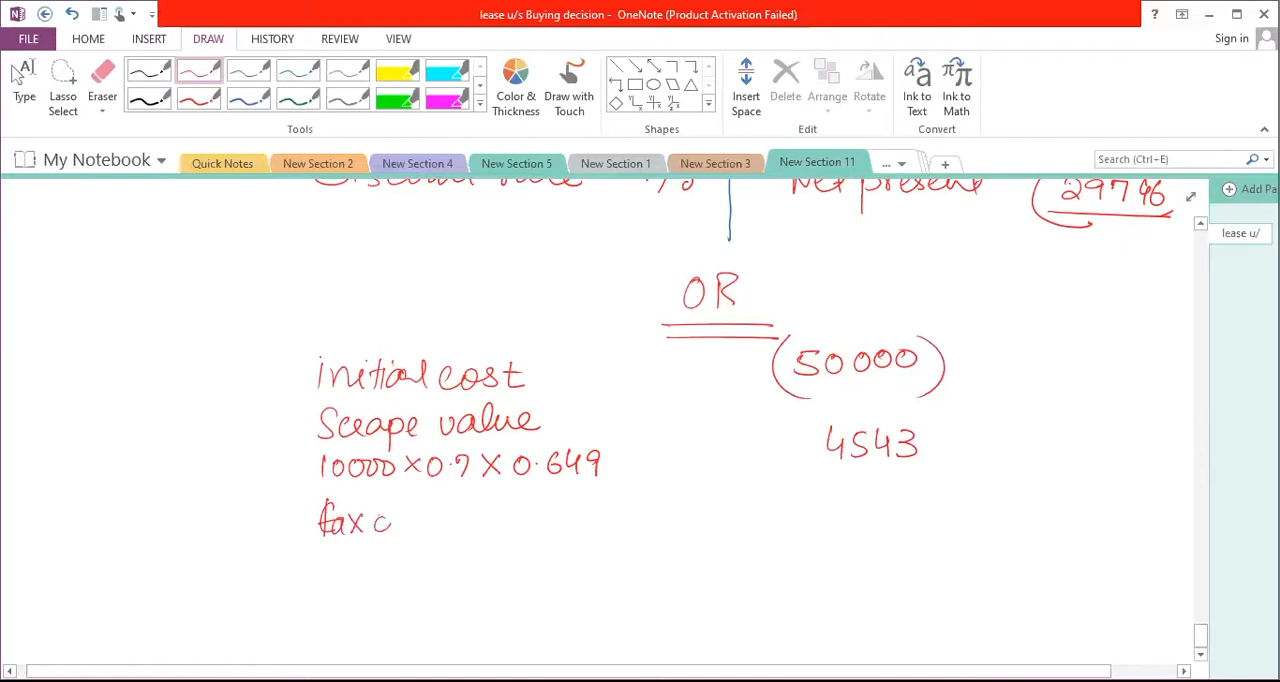 lease u/s Buying decision - OneNote (Product Activation Failed)
FILE HOME INSERT DRAW HISTORY REVIEW VIEW
Sign in
Type
Lasso Select
Eraser
Color & Thickness
Draw with Touch
Insert Space
Delete
Arrange
Rotate
Ink to Text
Ink to Math
Tools
Shapes
Edit
Convert
My Notebook
Quick Notes
New Section 2
New Section 4
New Section 5
New Section 1
New Section 3
New Section 11
...
Search (Ctrl+E)
Add Pa
lease u/
Net present (29746
OR
initial cost (50000)
Scrape value
4543
10000 × 0.7 × 0.649
tax c